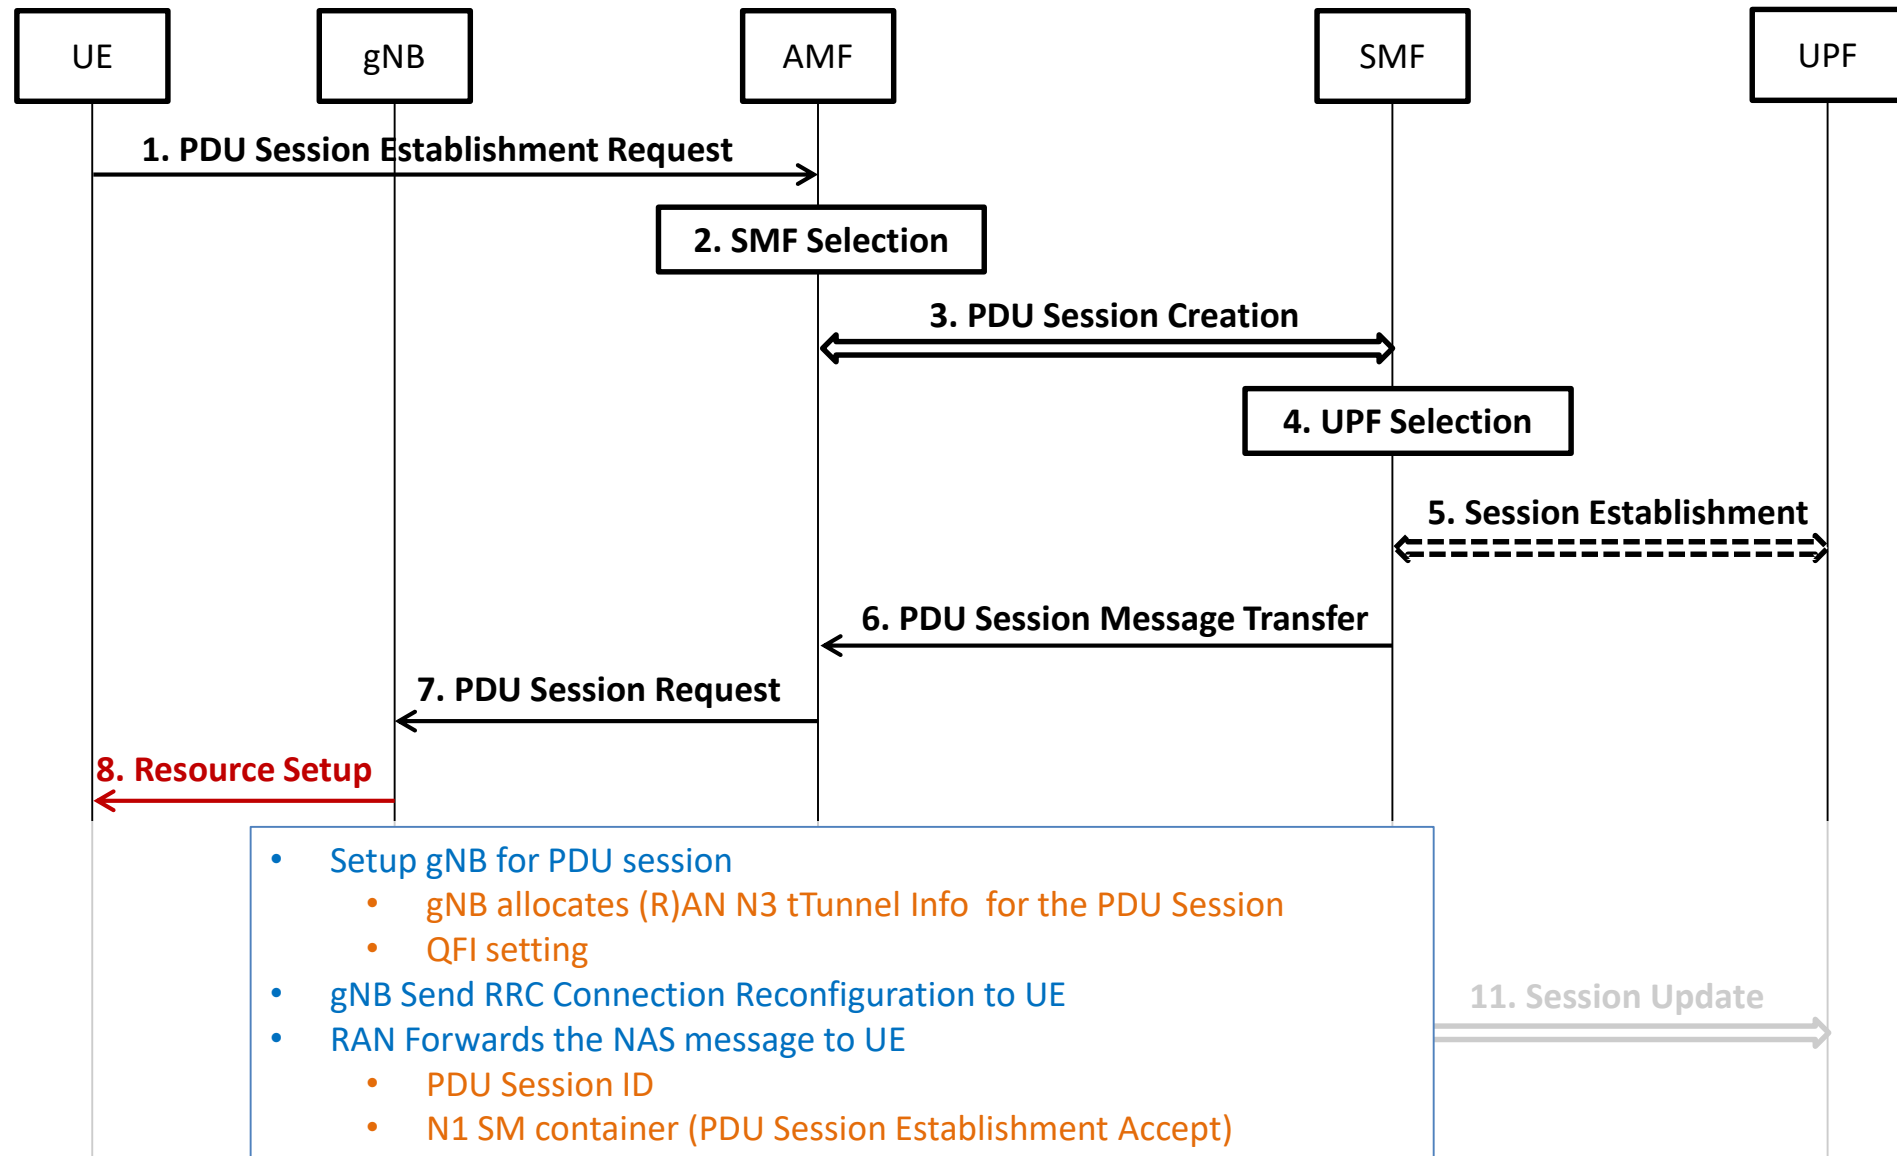 UE gNB AMF SMF UPF
1. PDU Session Establishment Request
2. SMF Selection
3. PDU Session Creation
4. UPF Selection
5. Session Establishment
6. PDU Session Message Transfer
7. PDU Session Request
8. Resource Setup
• Setup gNB for PDU session
• gNB allocates (R)AN N3 tTunnel Info for the PDU Session
• QFI setting
• gNB Send RRC Connection Reconfiguration to UE
11. Session Update
• RAN Forwards the NAS message to UE
• PDU Session ID
• N1 SM container (PDU Session Establishment Accept)